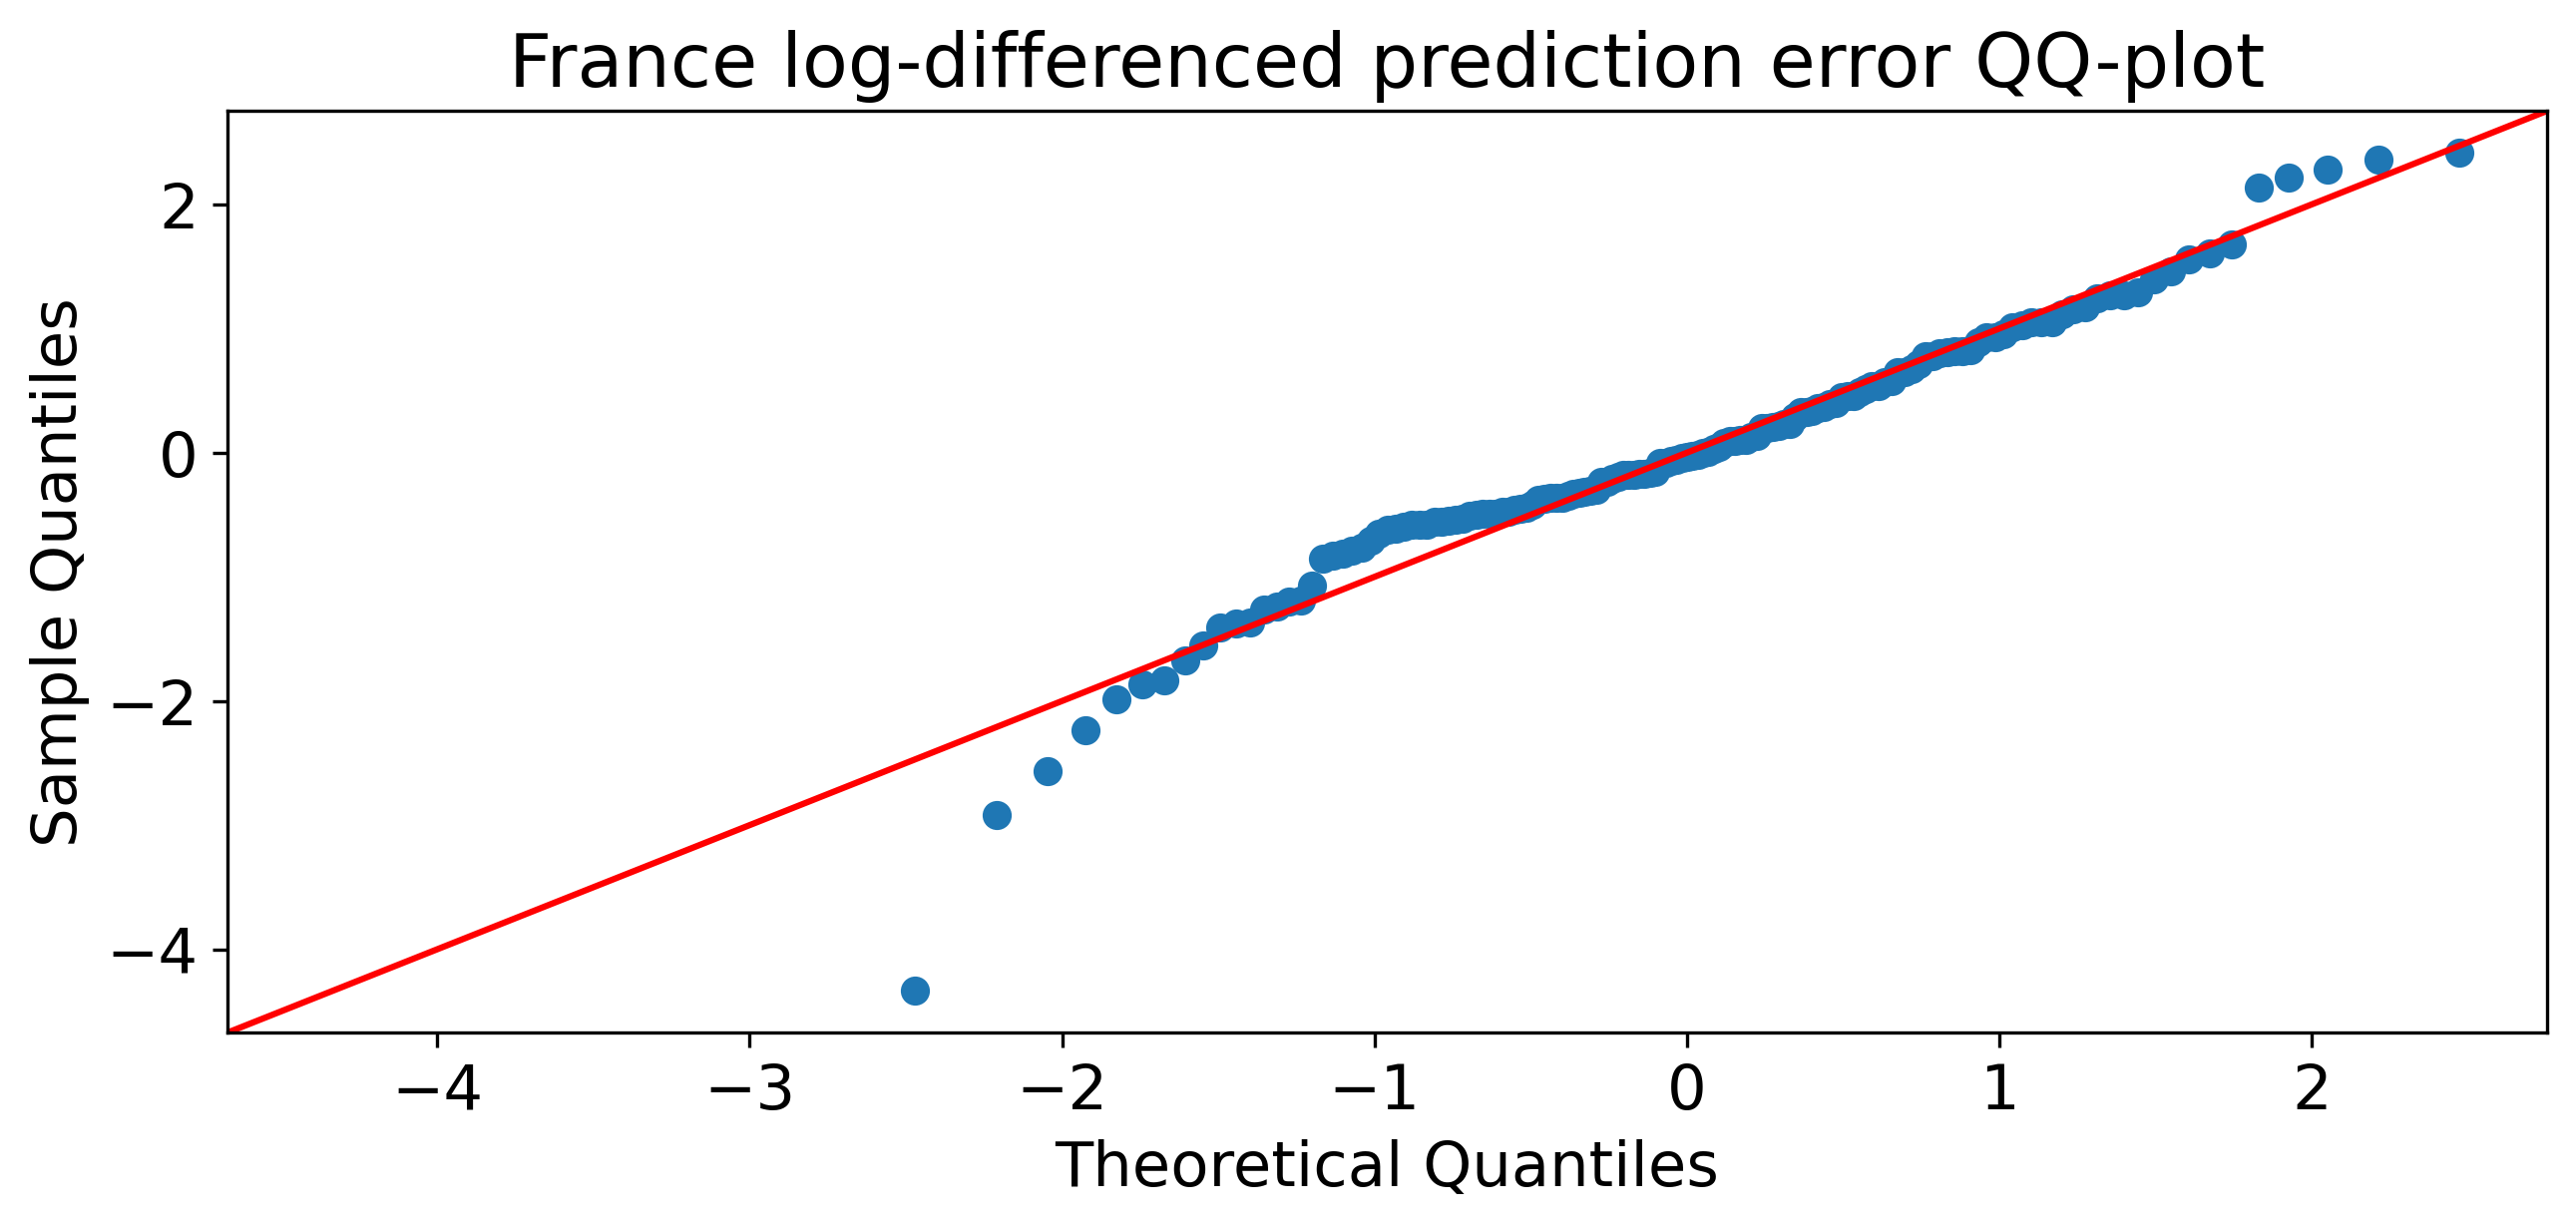 France log-differenced prediction error QQ-plot
Sample Quantiles
2
0
−2
−4
−4 −3 −2 −1 0 1 2
Theoretical Quantiles